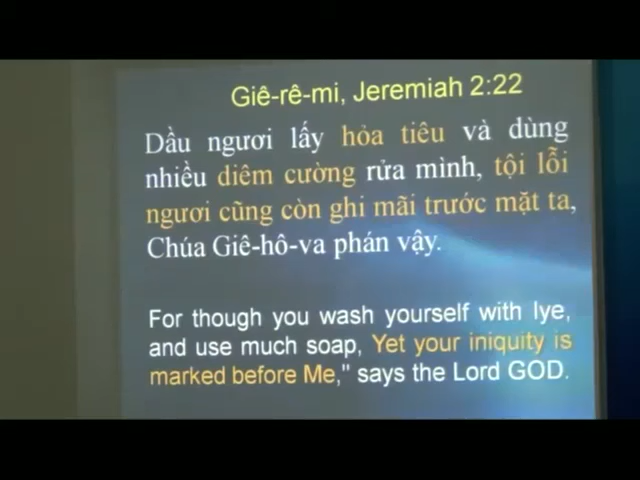 Giê-rê-mi, Jeremiah 2:22
Dầu ngươi lấy hỏa tiêu và dùng
nhiều diêm cường rửa mình, tội lỗi
ngươi cũng còn ghi mãi trước mặt ta,
Chúa Giê-hô-va phán vậy.
For though you wash yourself with lye,
and use much soap, Yet your iniquity is
marked before Me," says the Lord GOD.